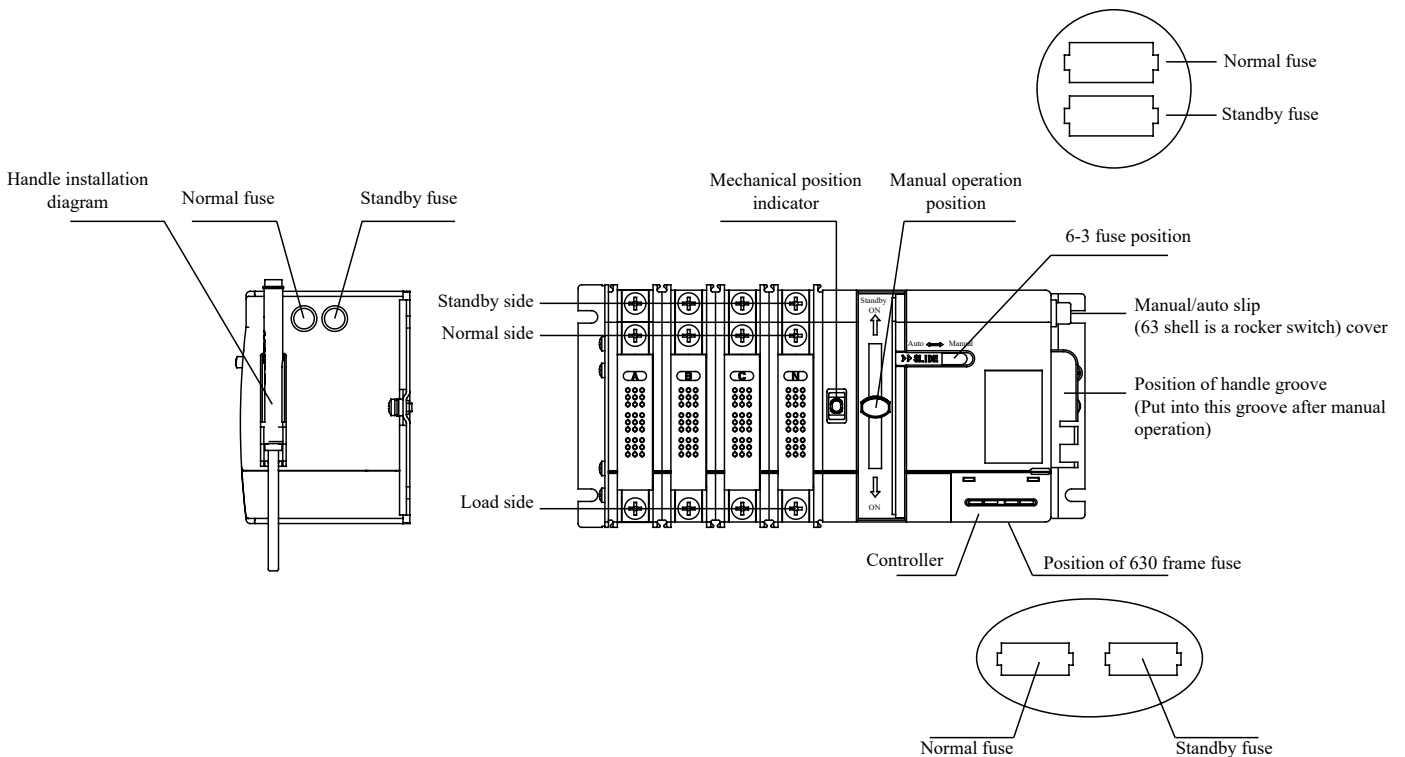 Normal fuse
Standby fuse
Handle installation
diagram
Normal fuse
Standby fuse
Mechanical position
indicator
Manual operation
position
6-3 fuse position
Standby side
Normal side
Load side
Standby
ON
Auto
Manual
>>SLIDE
A
B
C
N
ON
Manual/auto slip
(63 shell is a rocker switch) cover
Position of handle groove
(Put into this groove after manual
operation)
Controller
Position of 630 frame fuse
Normal fuse
Standby fuse